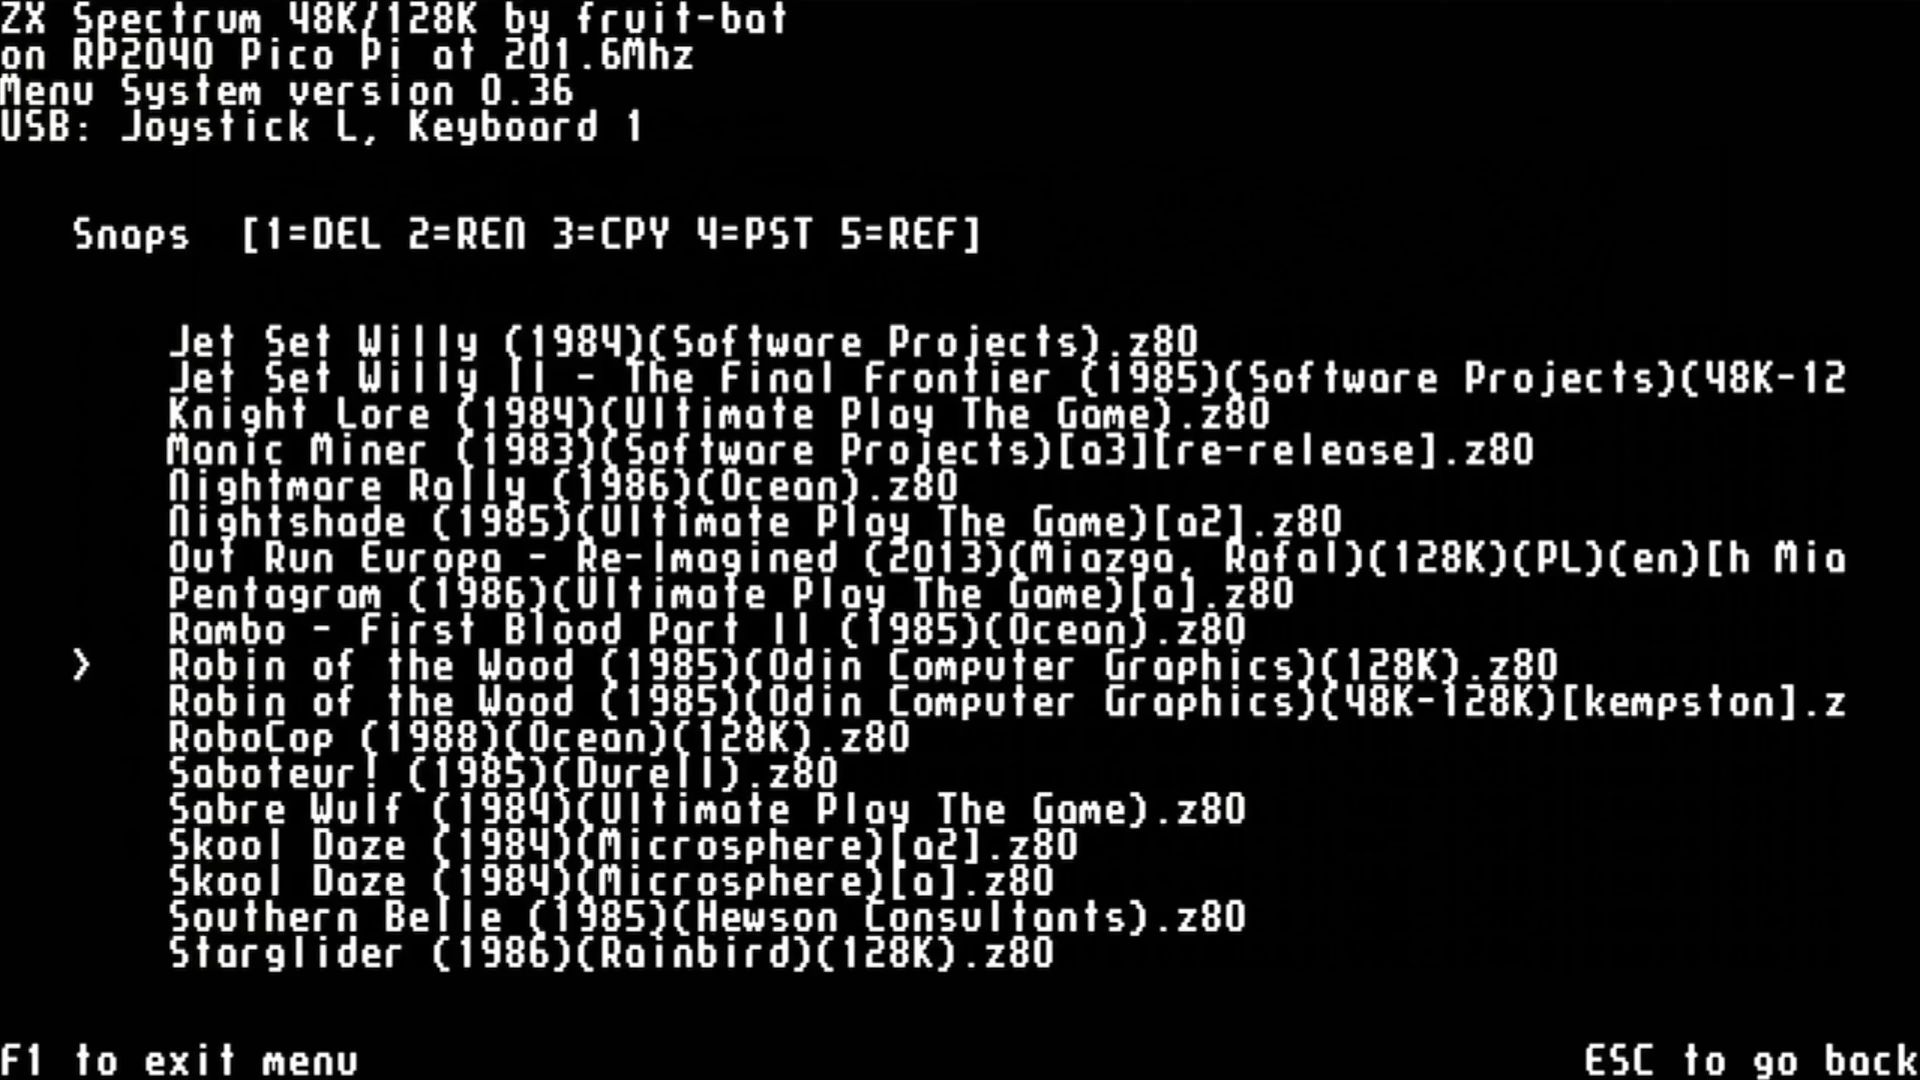 ZX Spectrum 48K/128K by fruit-bat
on RP2040 Pico Pi at 201.6Mhz
Menu System version 0.36
USB: Joystick L, Keyboard 1
Snaps [1=DEL 2=REN 3=CPY 4=PST 5=REF]
Jet Set Willy (1984)(Software Projects).z80
Jet Set Willy II - The Final Frontier (1985)(Software Projects)(48K-12
Knight Lore (1984)(Ultimate Play The Game).z80
Manic Miner (1983)(Software Projects)[a3][re-release].z80
Nightmare Rally (1986)(Ocean).z80
Nightshade (1985)(Ultimate Play The Game)[a2].z80
Out Run Europa - Re-Imagined (2013)(Miazga, Rafal)(128K)(PL)(en)[h Mia
Pentagram (1986)(Ultimate Play The Game)[a].z80
Rambo - First Blood Part II (1985)(Ocean).z80
> Robin of the Wood (1985)(Odin Computer Graphics)(128K).z80
Robin of the Wood (1985)(Odin Computer Graphics)(48K-128K)[kempston].z
RoboCop (1988)(Ocean)(128K).z80
Saboteur! (1985)(Durell).z80
Sabre Wulf (1984)(Ultimate Play The Game).z80
Skool Daze (1984)(Microsphere)[a2].z80
Skool Daze (1984)(Microsphere)[a].z80
Southern Belle (1985)(Hewson Consultants).z80
Starglider (1986)(Rainbird)(128K).z80
F1 to exit menu
ESC to go back